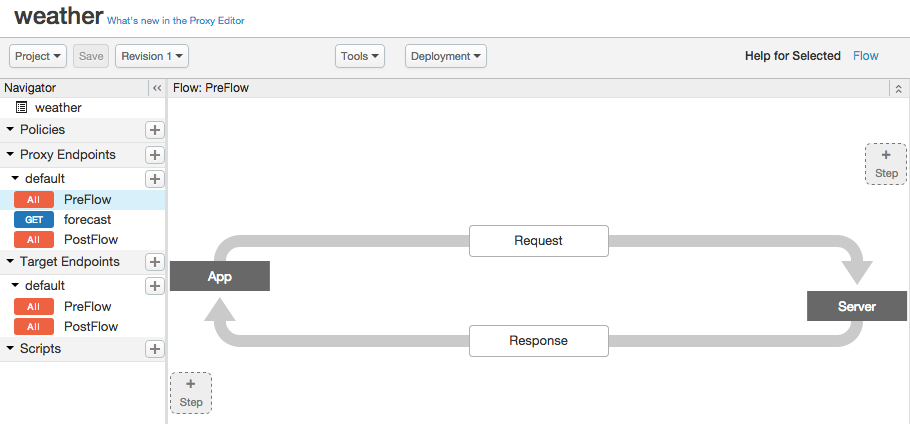 weather What's new in the Proxy Editor
Project Save Revision 1 Tools Deployment Help for Selected Flow
Navigator
Flow: PreFlow
weather
Policies
Proxy Endpoints
default
All PreFlow
GET forecast
All PostFlow
Target Endpoints
default
All PreFlow
All PostFlow
Scripts
+
Step
Request
App
Server
Response
+
Step